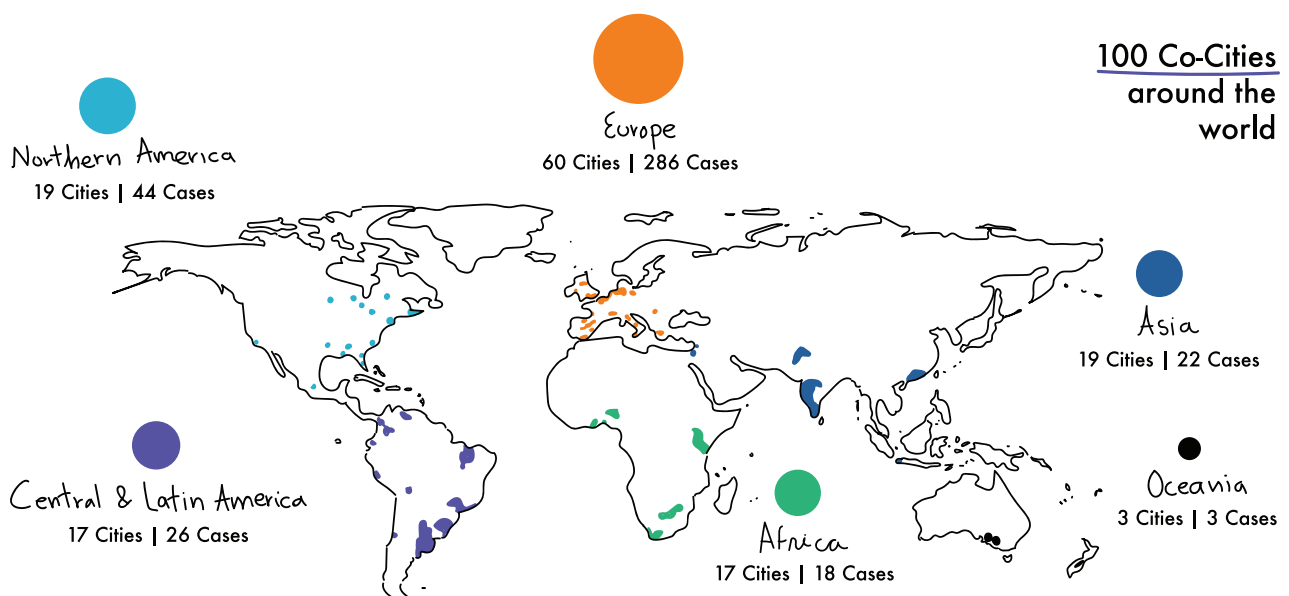 100 Co-Cities
around the
world
Europe
60 Cities | 286 Cases
Northern America
19 Cities | 44 Cases
Asia
19 Cities | 22 Cases
Central & Latin America
17 Cities | 26 Cases
Oceania
3 Cities | 3 Cases
Africa
17 Cities | 18 Cases